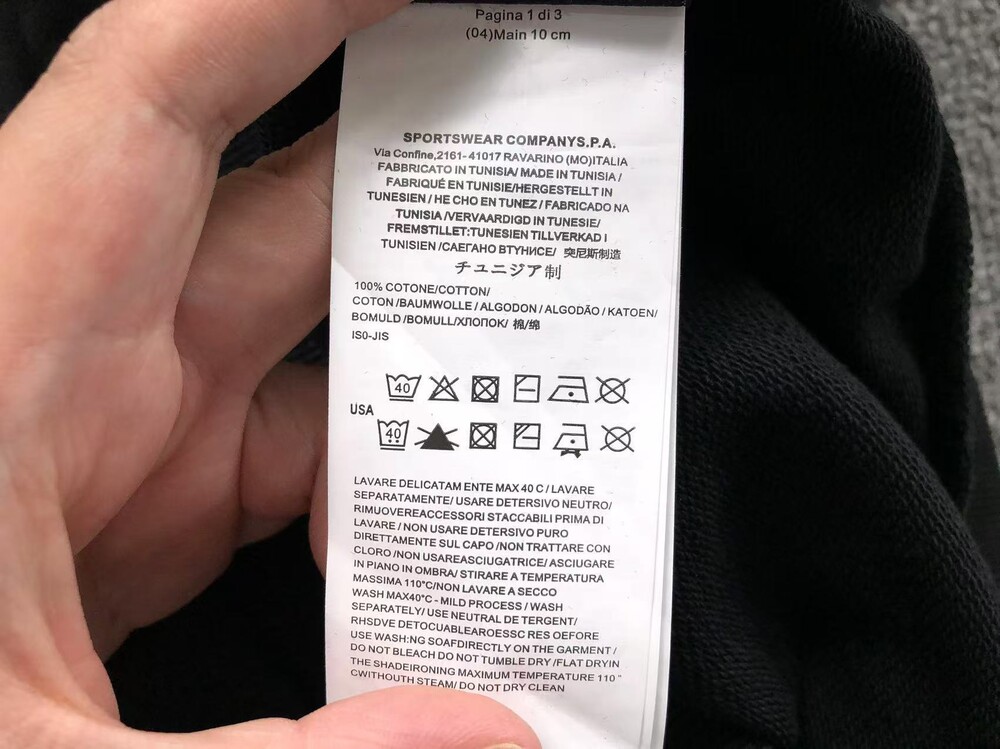 Pagina 1 di 3
(04)Main 10 cm
SPORTSWEAR COMPANYS.P.A.
Via Confine,2161- 41017 RAVARINO (MO)ITALIA
FABBRICATO IN TUNISIA/ MADE IN TUNISIA /
FABRIQUÉ EN TUNISIE/HERGESTELLT IN
TUNESIEN / HE CHO EN TUNEZ / FABRICADO NA
TUNISIA /VERVAARDIGD IN TUNESIE/
FREMSTILLET:TUNESIEN TILLVERKAD I
TUNISIEN /САЕГАНО ВТУНИСЕ/ 突尼斯制造
チュニジア制
100% COTONE/COTTON/
COTON /BAUMWOLLE / ALGODON / ALGODÃO / KATOEN/
BOMULD /BOMULL/ХЛОПОК/ 棉/绵
IS0-JIS
40
USA
40
LAVARE DELICATAM ENTE MAX 40 C / LAVARE
SEPARATAMENTE/ USARE DETERSIVO NEUTRO/
RIMUOVEREACCESSORI STACCABILI PRIMA DI
LAVARE / NON USARE DETERSIVO PURO
DIRETTAMENTE SUL CAPO /NON TRATTARE CON
CLORO /NON USAREASCIUGATRICE/ ASCIUGARE
IN PIANO IN OMBRA/ STIRARE A TEMPERATURA
MASSIMA 110°C/NON LAVARE A SECCO
WASH MAX40°C - MILD PROCESS / WASH
SEPARATELY/ USE NEUTRAL DE TERGENT/
RHSDVE DETOCUABLEAROESSC RES OEFORE
USE WASH:NG SOAFDIRECTLY ON THE GARMENT /
DO NOT BLEACH DO NOT TUMBLE DRY /FLAT DRYIN
THE SHADEIRONING MAXIMUM TEMPERATURE 110 "
CWITHOUTH STEAM/ DO NOT DRY CLEAN